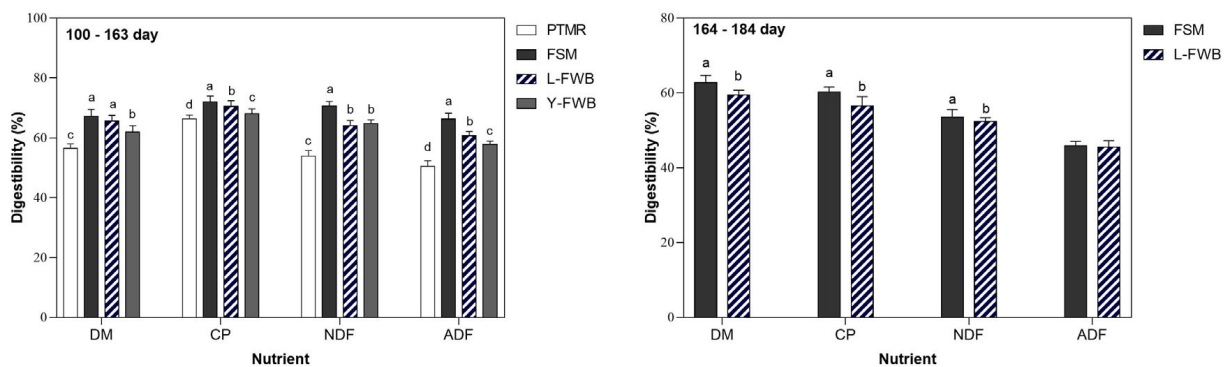 100 - 163 day
PTMR
FSM
L-FWB
Y-FWB
Digestibility (%)
100
80
60
40
20
0
c a a b
d a b c
c a b b
d a b c
DM CP NDF ADF
Nutrient
164 - 184 day
FSM
L-FWB
Digestibility (%)
80
60
40
20
0
a b
a b
a b
DM CP NDF ADF
Nutrient